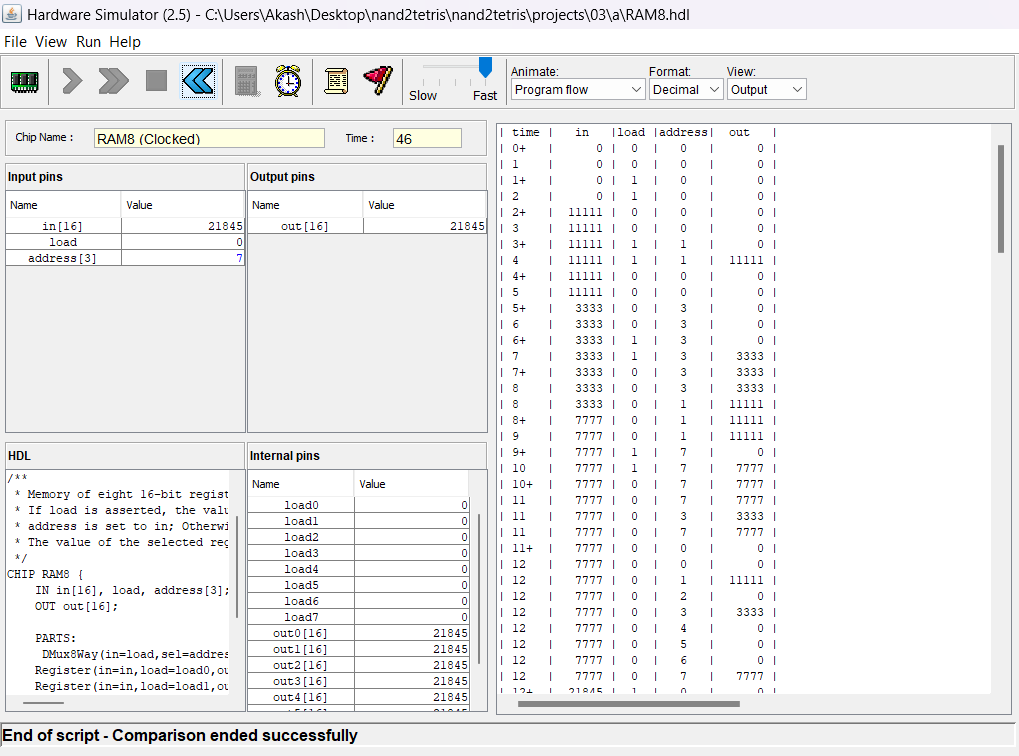 Hardware Simulator (2.5) - C:\Users\Akash\Desktop\nand2tetris\nand2tetris\projects\03\a\RAM8.hdl
File View Run Help
Slow Fast
Animate: Format: View:
Program flow Decimal Output
Chip Name : RAM8 (Clocked) Time : 46
Input pins
Name Value
in[16] 21845
load 0
address[3] 7
Output pins
Name Value
out[16] 21845
HDL
/**
* Memory of eight 16-bit regist
* If load is asserted, the valu
* address is set to in; Otherwi
* The value of the selected reg
*/
CHIP RAM8 {
IN in[16], load, address[3];
OUT out[16];
PARTS:
DMux8Way(in=load,sel=addres
Register(in=in,load=load0,ou
Register(in=in,load=load1,ou
Internal pins
Name Value
load0 0
load1 0
load2 0
load3 0
load4 0
load5 0
load6 0
load7 0
out0[16] 21845
out1[16] 21845
out2[16] 21845
out3[16] 21845
out4[16] 21845
| time | in |load |address| out |
| 0+ | 0 | 0 | 0 | 0 |
| 1 | 0 | 0 | 0 | 0 |
| 1+ | 0 | 1 | 0 | 0 |
| 2 | 0 | 1 | 0 | 0 |
| 2+ | 11111 | 0 | 0 | 0 |
| 3 | 11111 | 0 | 0 | 0 |
| 3+ | 11111 | 1 | 1 | 0 |
| 4 | 11111 | 1 | 1 | 11111 |
| 4+ | 11111 | 0 | 0 | 0 |
| 5 | 11111 | 0 | 0 | 0 |
| 5+ | 3333 | 0 | 3 | 0 |
| 6 | 3333 | 0 | 3 | 0 |
| 6+ | 3333 | 1 | 3 | 0 |
| 7 | 3333 | 1 | 3 | 3333 |
| 7+ | 3333 | 0 | 3 | 3333 |
| 8 | 3333 | 0 | 3 | 3333 |
| 8 | 3333 | 0 | 1 | 11111 |
| 8+ | 7777 | 0 | 1 | 11111 |
| 9 | 7777 | 0 | 1 | 11111 |
| 9+ | 7777 | 1 | 7 | 0 |
| 10 | 7777 | 1 | 7 | 7777 |
| 10+ | 7777 | 0 | 7 | 7777 |
| 11 | 7777 | 0 | 7 | 7777 |
| 11 | 7777 | 0 | 3 | 3333 |
| 11 | 7777 | 0 | 7 | 7777 |
| 11+ | 7777 | 0 | 0 | 0 |
| 12 | 7777 | 0 | 0 | 0 |
| 12 | 7777 | 0 | 1 | 11111 |
| 12 | 7777 | 0 | 2 | 0 |
| 12 | 7777 | 0 | 3 | 3333 |
| 12 | 7777 | 0 | 4 | 0 |
| 12 | 7777 | 0 | 5 | 0 |
| 12 | 7777 | 0 | 6 | 0 |
| 12 | 7777 | 0 | 7 | 7777 |
| 12+ | 21845 | 1 | 0 | 0 |
End of script - Comparison ended successfully